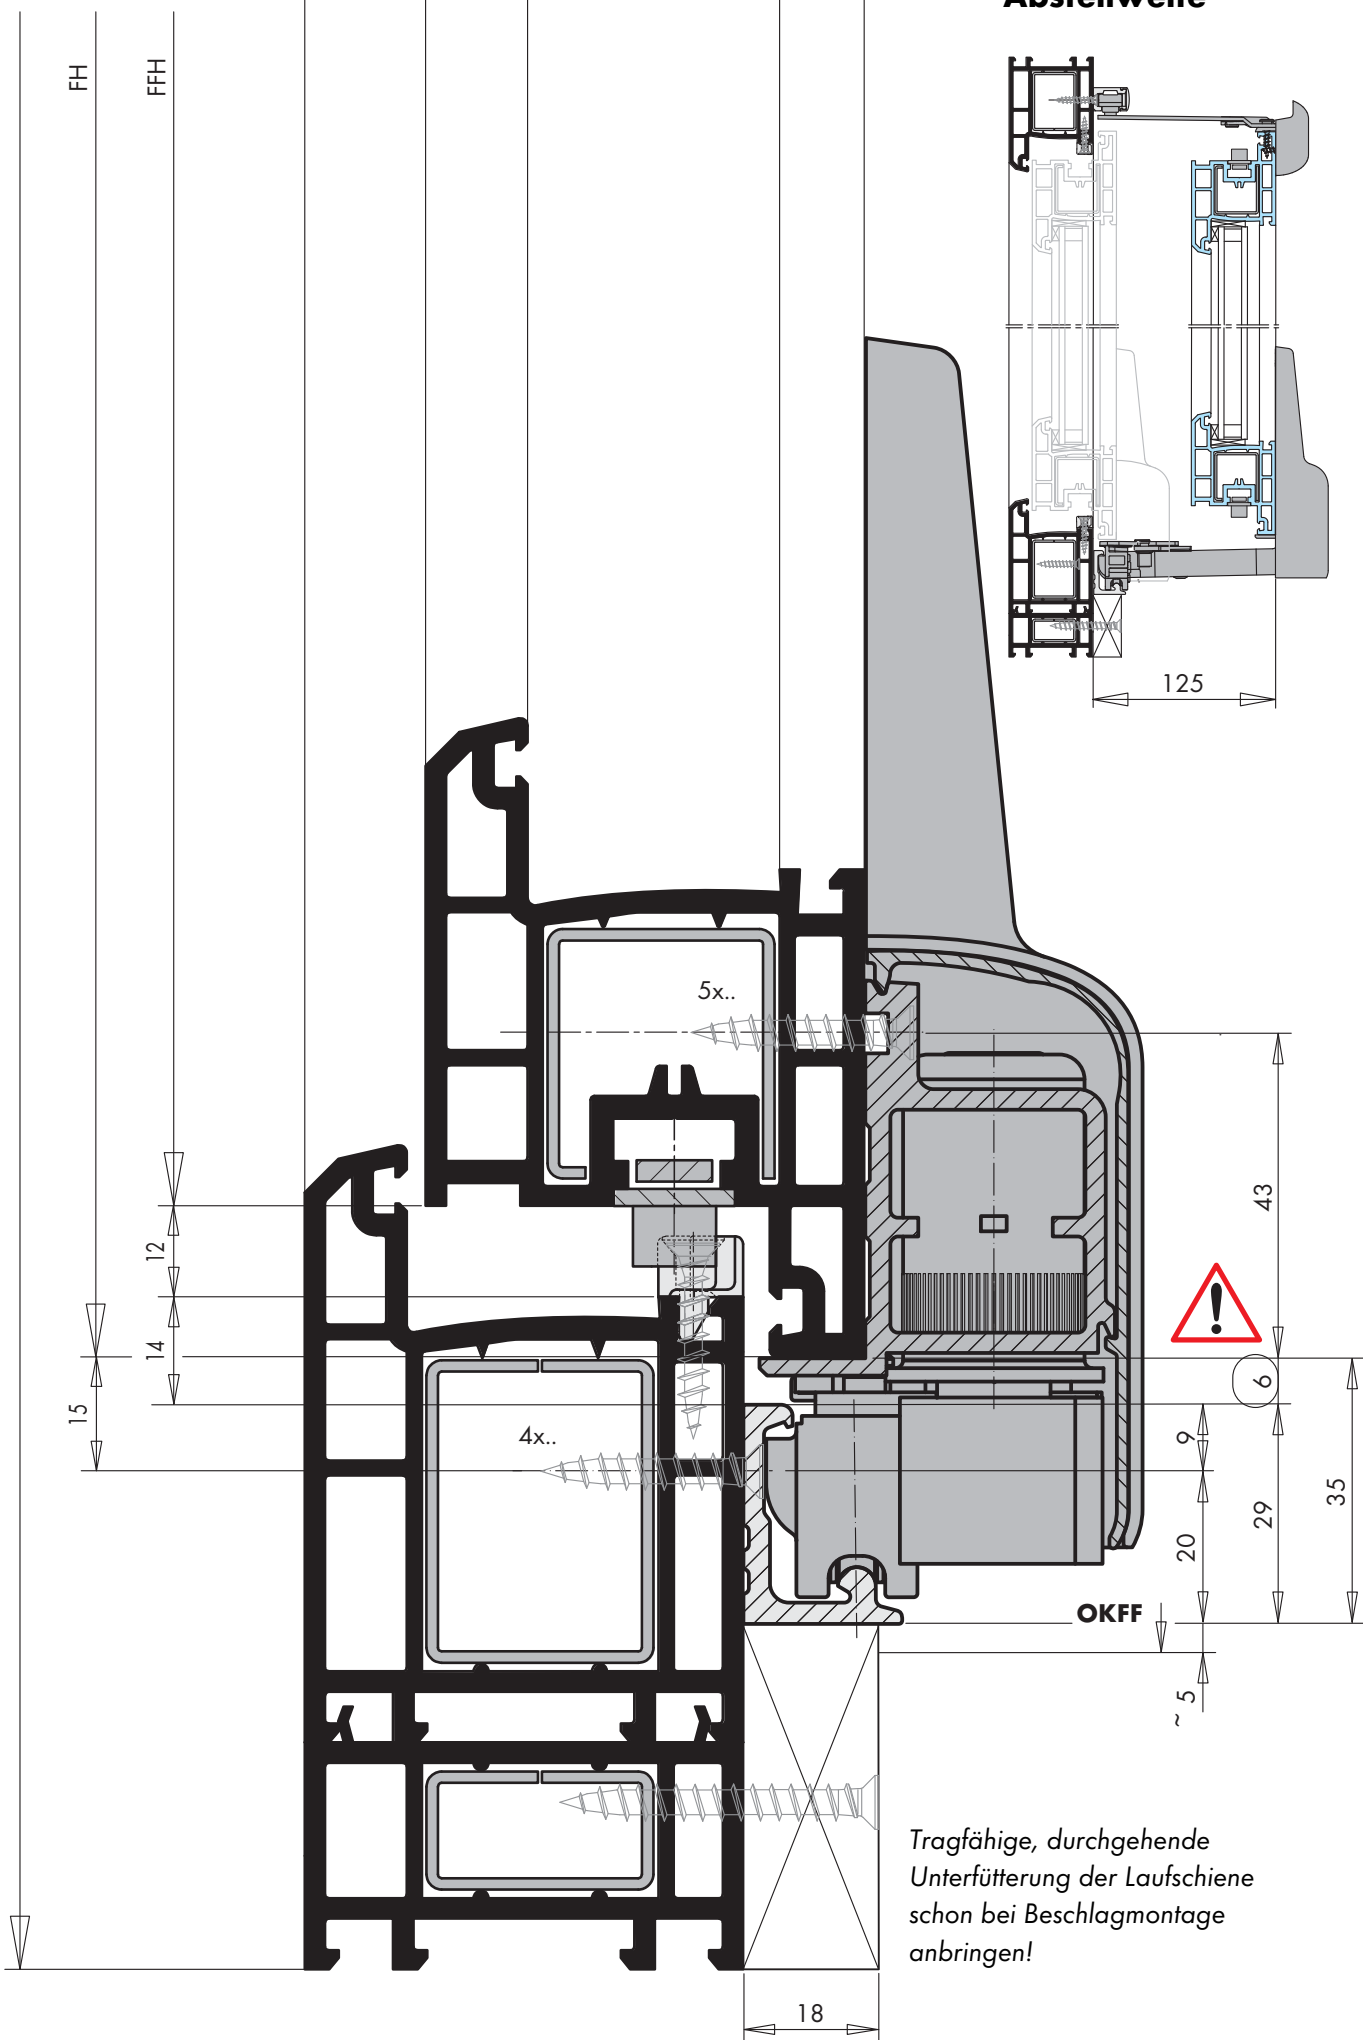 Abstellweite
FH
FFH
125
5x..
43
12
14
15
6
4x..
9
35
29
20
OKFF
~ 5
Tragfähige, durchgehende
Unterfütterung der Laufschiene
schon bei Beschlagmontage
anbringen!
18